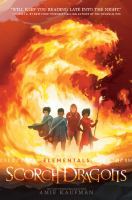 "WILL KEEP YOU READING LATE INTO THE NIGHT."
ELEMENTALS
SCORCH DRAGONS
AMIE KAUFMAN